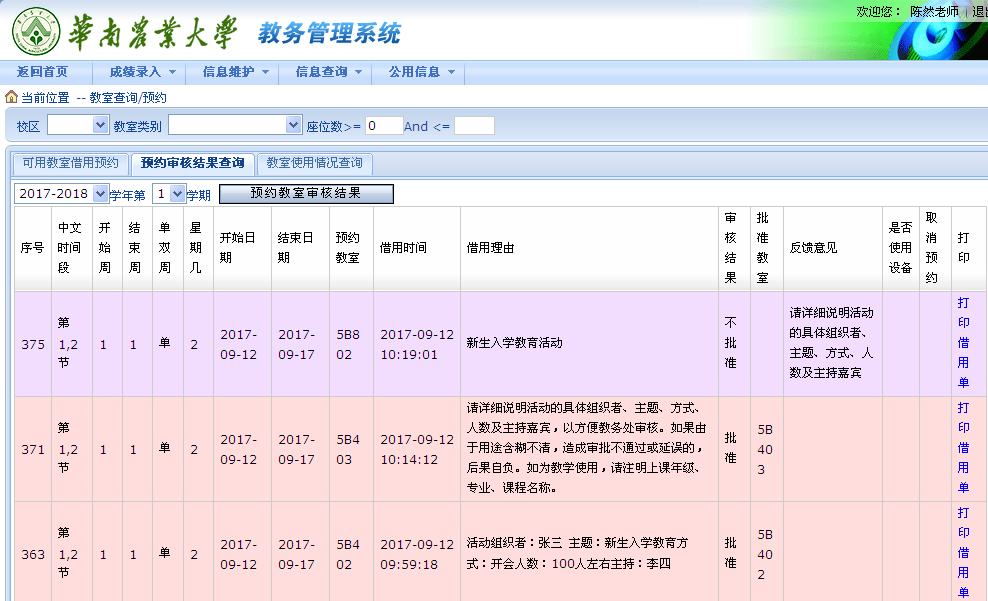 欢迎您： 陈然老师 | 退出
華南農業大學 教务管理系统
返回首页 成绩录入 信息维护 信息查询 公用信息
当前位置 -- 教室查询/预约
校区 教室类别 座位数>= 0 And <=
可用教室借用预约 预约审核结果查询 教室使用情况查询
2017-2018 学年第 1 学期 预约教室审核结果
序号
中文
时间
段
开
始
周
结
束
周
单
双
周
星
期
几
开始日
期
结束日
期
预约
教室
借用时间
借用理由
审
核
结
果
批
准
教
室
反馈意见
是否
使用
设备
取
消
预
约
打
印
375
第
1,2
节
1
1
单
2
2017-
09-12
2017-
09-17
5B8
02
2017-09-12
10:19:01
新生入学教育活动
不
批
准
请详细说明活动
的具体组织者、
主题、方式、人
数及主持嘉宾
打
印
借
用
单
371
第
1,2
节
1
1
单
2
2017-
09-12
2017-
09-17
5B4
03
2017-09-12
10:14:12
请详细说明活动的具体组织者、主题、方式、
人数及主持嘉宾，以方便教务处审核。如果由
于用途含糊不清，造成审批不通过或延误的，
后果自负。如为教学使用，请注明上课年级、
专业、课程名称。
批
准
5B
40
3
打
印
借
用
单
363
第
1,2
节
1
1
单
2
2017-
09-12
2017-
09-17
5B4
02
2017-09-12
09:59:18
活动组织者：张三 主题：新生入学教育方
式：开会人数：100人左右主持：李四
批
准
5B
40
2
打
印
借
用
单